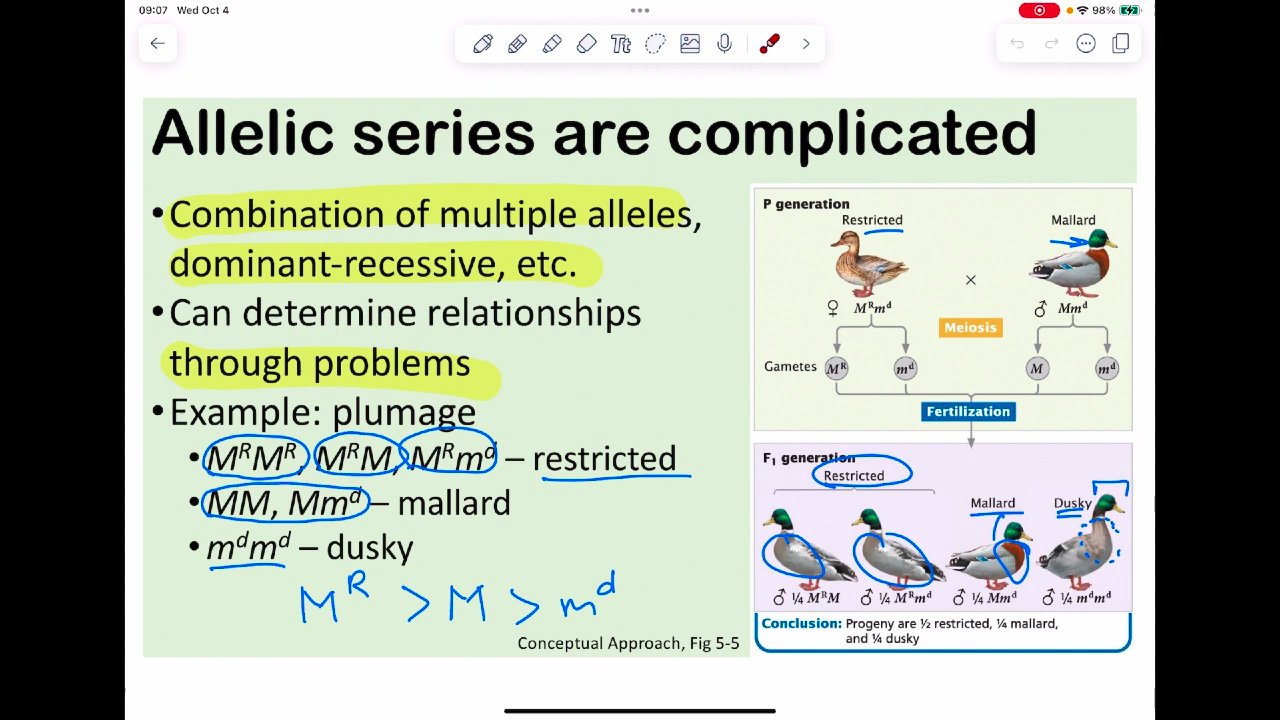 09:07 Wed Oct 4
98%
Tt
Allelic series are complicated
•Combination of multiple alleles,
dominant-recessive, etc.
•Can determine relationships
through problems
•Example: plumage
•MᴿMᴿ, MᴿM, Mᴿmᵈ – restricted
•MM, Mmᵈ – mallard
•mᵈmᵈ – dusky
Mᴿ > M > mᵈ
Conceptual Approach, Fig 5-5
P generation
Restricted
Mallard
×
♀ Mᴿmᵈ
♂ Mmᵈ
Meiosis
Gametes Mᴿ mᵈ M mᵈ
Fertilization
F₁ generation
Restricted
Mallard
Dusky
♂ ¼ MᴿM ♂ ¼ Mᴿmᵈ ♂ ¼ Mmᵈ ♂ ¼ mᵈmᵈ
Conclusion: Progeny are ½ restricted, ¼ mallard,
and ¼ dusky